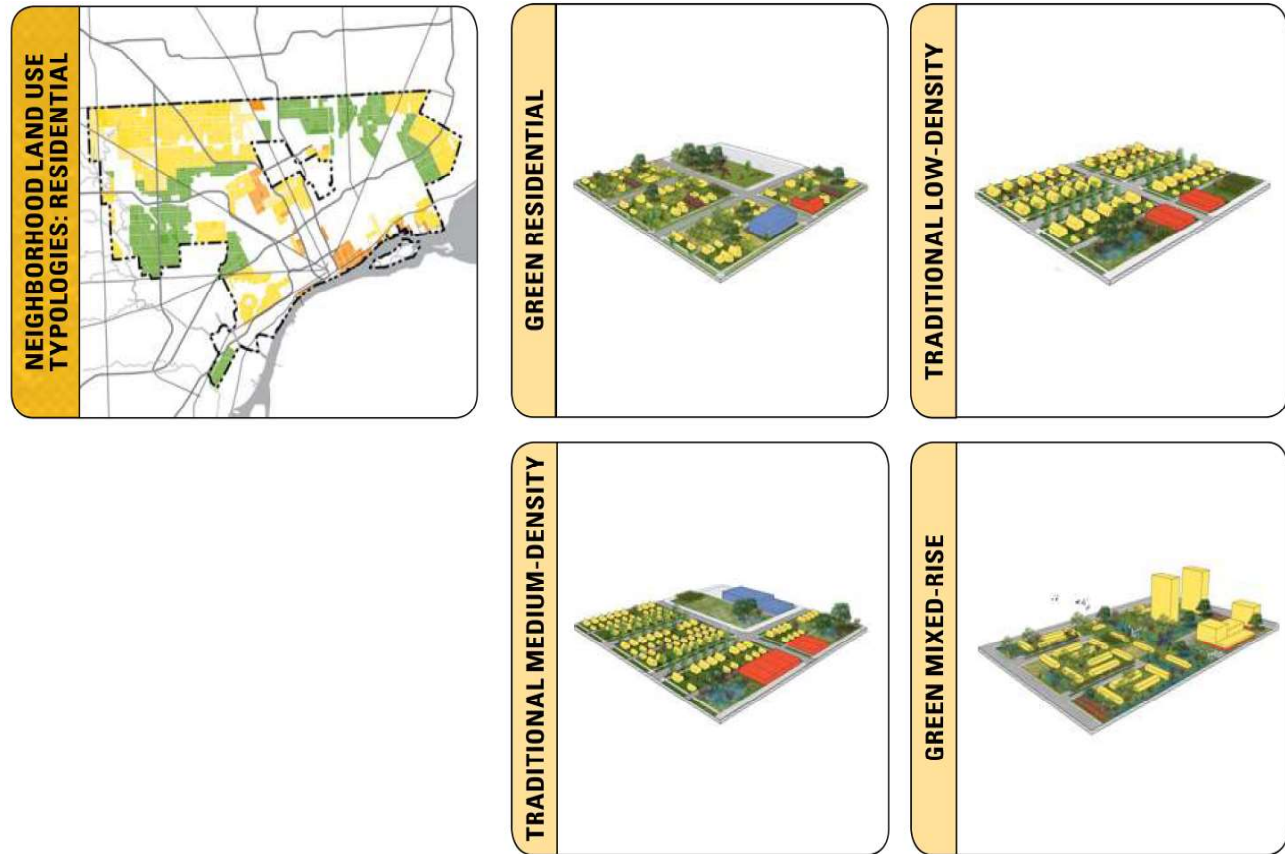 NEIGHBORHOOD LAND USE
TYPOLOGIES: RESIDENTIAL
GREEN RESIDENTIAL
TRADITIONAL LOW-DENSITY
TRADITIONAL MEDIUM-DENSITY
GREEN MIXED-RISE